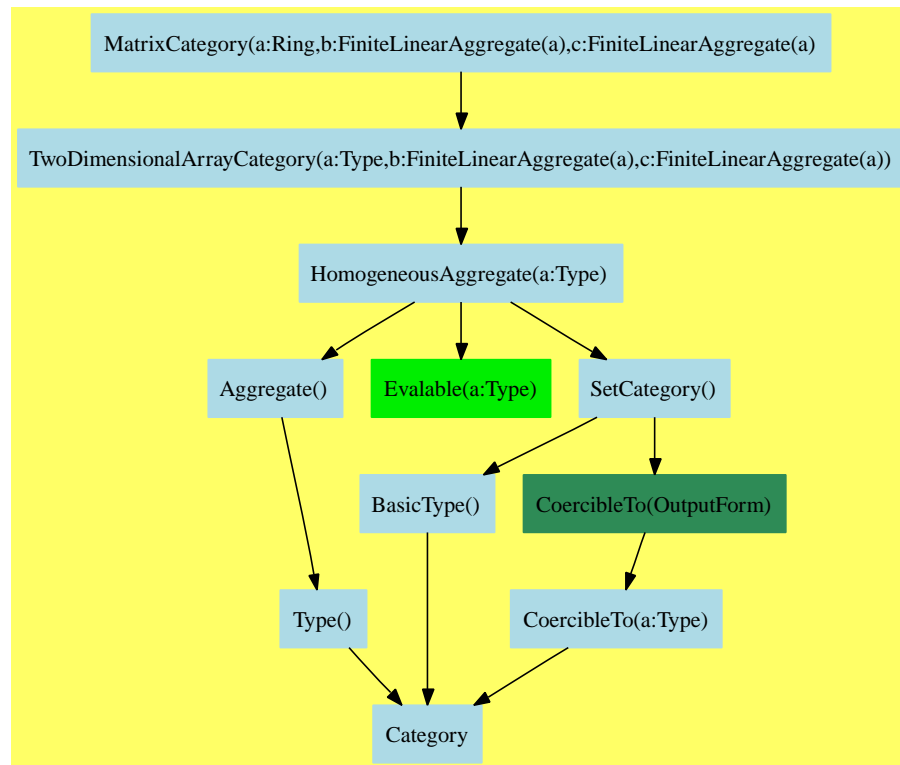 MatrixCategory(a:Ring,b:FiniteLinearAggregate(a),c:FiniteLinearAggregate(a)
TwoDimensionalArrayCategory(a:Type,b:FiniteLinearAggregate(a),c:FiniteLinearAggregate(a))
HomogeneousAggregate(a:Type)
Aggregate()
Evalable(a:Type)
SetCategory()
BasicType()
CoercibleTo(OutputForm)
Type()
CoercibleTo(a:Type)
Category